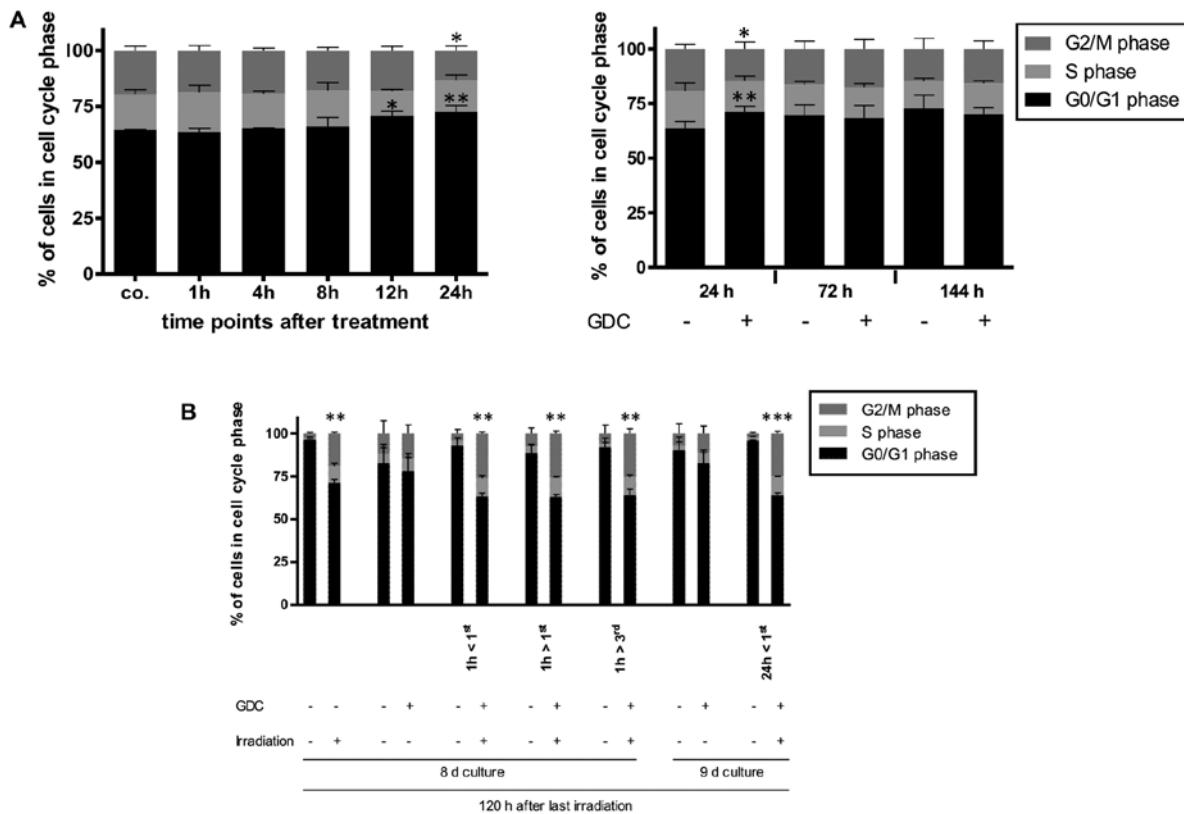 A
% of cells in cell cycle phase
100
75
50
25
0
*
*
**
co. 1h 4h 8h 12h 24h
time points after treatment
% of cells in cell cycle phase
100
75
50
25
0
*
**
24 h 72 h 144 h
GDC - + - + - +
G2/M phase
S phase
G0/G1 phase
B
% of cells in cell cycle phase
100
75
50
25
0
** ** ** ** ***
G2/M phase
S phase
G0/G1 phase
1h < 1st
1h > 1st
1h > 3rd
24h < 1st
GDC - - - + - + - + - + - + - +
Irradiation - + - - - + - + - + - - - +
8 d culture 9 d culture
120 h after last irradiation